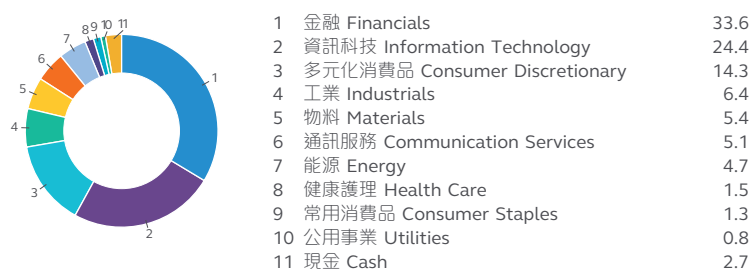 1 金融 Financials 33.6
2 資訊科技 Information Technology 24.4
3 多元化消費品 Consumer Discretionary 14.3
4 工業 Industrials 6.4
5 物料 Materials 5.4
6 通訊服務 Communication Services 5.1
7 能源 Energy 4.7
8 健康護理 Health Care 1.5
9 常用消費品 Consumer Staples 1.3
10 公用事業 Utilities 0.8
11 現金 Cash 2.7
1
2
3
4
5
6
7
8
9
10
11